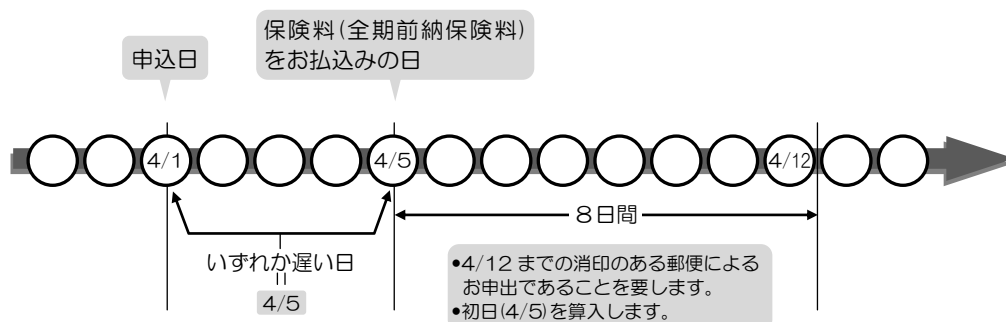 申込日
保険料(全期前納保険料)
をお払込みの日
4/1
4/5
4/12
8日間
いずれか遅い日
=
4/5
•4/12 までの消印のある郵便による
お申出であることを要します。
•初日(4/5)を算入します。